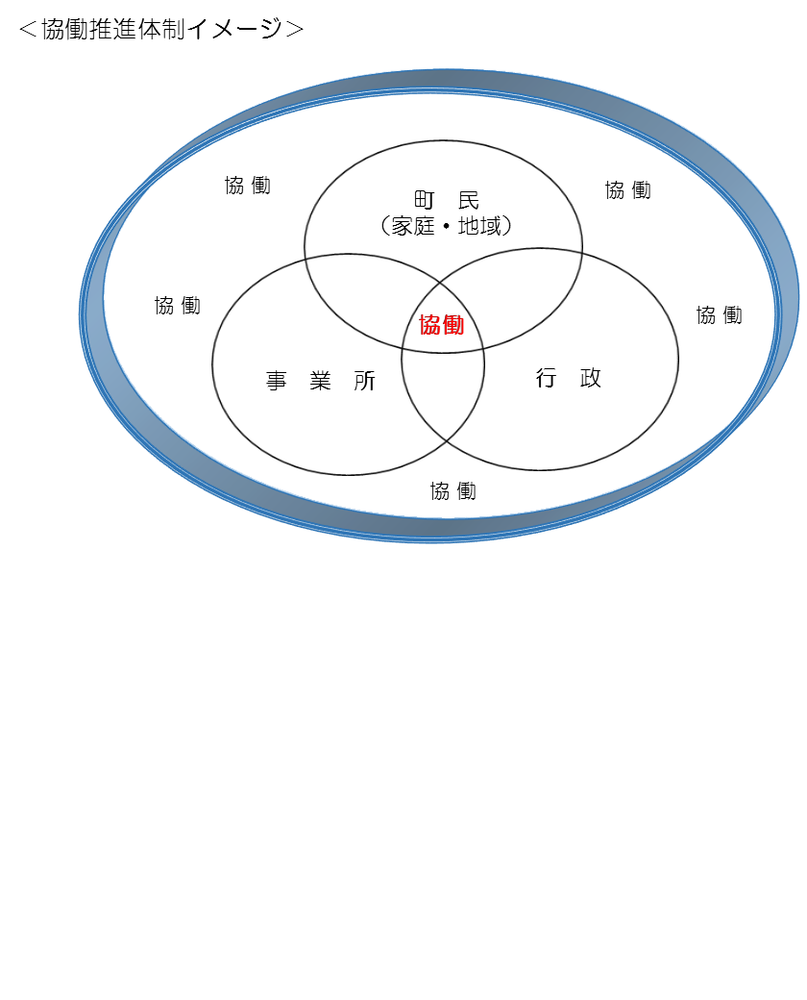 ＜協働推進体制イメージ＞
協 働
協 働
町　民
（家庭・地域）
協 働
協 働
協働
事　業　所
行　政
協 働